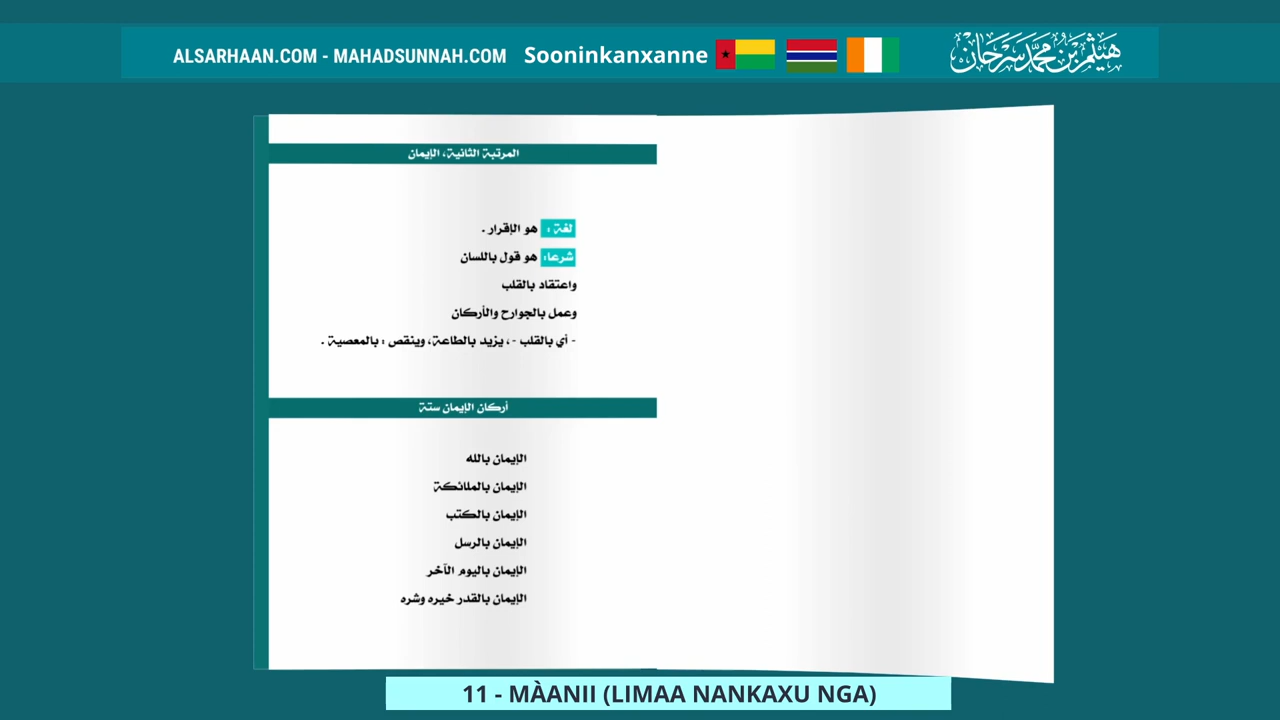 ALSARHAAN.COM - MAHADSUNNAH.COM Sooninkanxanne هيثم بن محمد سرحان
المرتبة الثانية، الإيمان
لغة : هو الإقرار .
شرعا: هو قول باللسان
واعتقاد بالقلب
وعمل بالجوارح والأركان
- أي بالقلب - ، يزيد بالطاعة، وينقص : بالمعصية .
أركان الإيمان ستة
الإيمان بالله
الإيمان بالملائكة
الإيمان بالكتب
الإيمان بالرسل
الإيمان باليوم الآخر
الإيمان بالقدر خيره وشره
11 - MÀANII (LIMAA NANKAXU NGA)